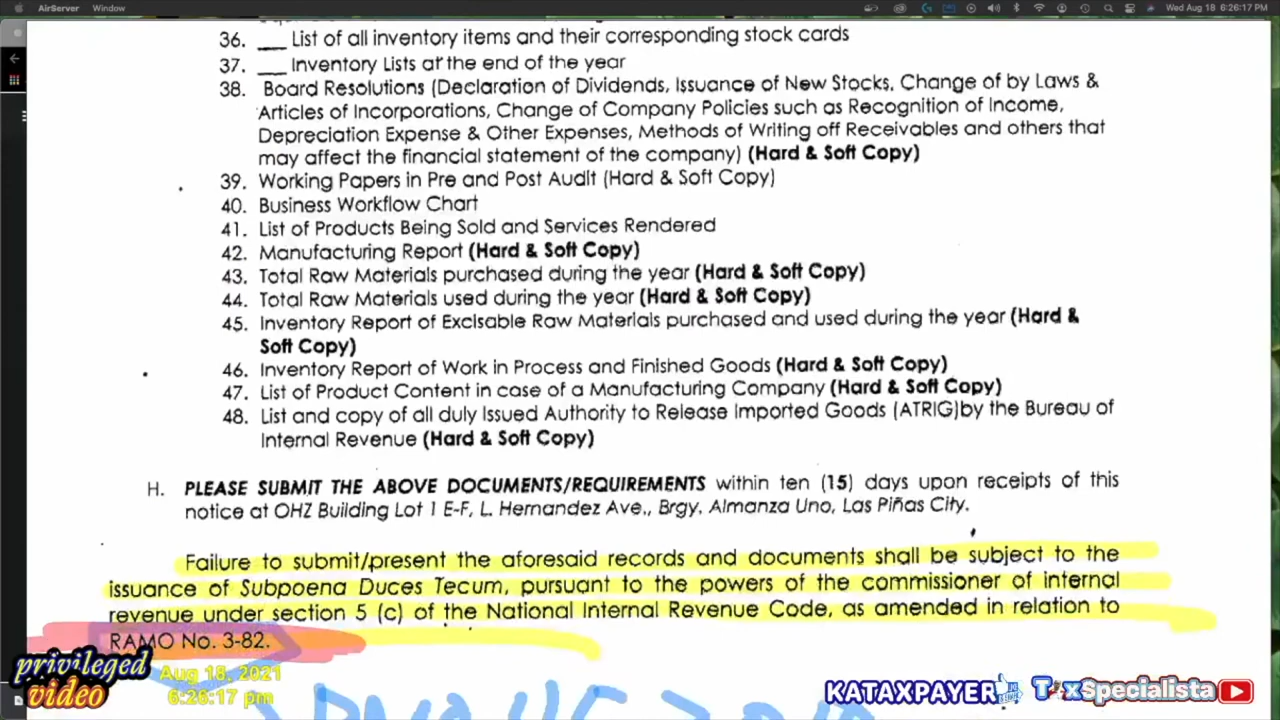 AirServer Window Wed Aug 18 6:26:17 PM
36. __ List of all inventory items and their corresponding stock cards
37. __ Inventory Lists at the end of the year
38. Board Resolutions (Declaration of Dividends, Issuance of New Stocks, Change of by Laws &
Articles of Incorporations, Change of Company Policies such as Recognition of Income,
Depreciation Expense & Other Expenses, Methods of Writing off Receivables and others that
may affect the financial statement of the company) (Hard & Soft Copy)
39. Working Papers in Pre and Post Audit (Hard & Soft Copy)
40. Business Workflow Chart
41. List of Products Being Sold and Services Rendered
42. Manufacturing Report (Hard & Soft Copy)
43. Total Raw Materials purchased during the year (Hard & Soft Copy)
44. Total Raw Materials used during the year (Hard & Soft Copy)
45. Inventory Report of Excisable Raw Materials purchased and used during the year (Hard &
Soft Copy)
46. Inventory Report of Work in Process and Finished Goods (Hard & Soft Copy)
47. List of Product Content in case of a Manufacturing Company (Hard & Soft Copy)
48. List and copy of all duly Issued Authority to Release Imported Goods (ATRIG)by the Bureau of
Internal Revenue (Hard & Soft Copy)
H. PLEASE SUBMIT THE ABOVE DOCUMENTS/REQUIREMENTS within ten (15) days upon receipts of this
notice at OHZ Building Lot 1 E-F, L. Hernandez Ave., Brgy. Almanza Uno, Las Piñas City.
Failure to submit/present the aforesaid records and documents shall be subject to the
issuance of Subpoena Duces Tecum, pursuant to the powers of the commissioner of internal
revenue under section 5 (c) of the National Internal Revenue Code, as amended in relation to
RAMO No. 3-82.
privileged
video
Aug 18, 2021
6:26:17 pm
KATAXPAYER TaxSpecialista